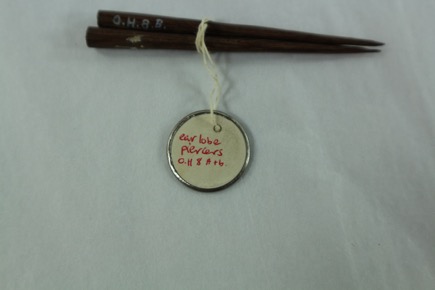 O.H.8.B.
ear lobe
piercers
O.H 8 A+b.